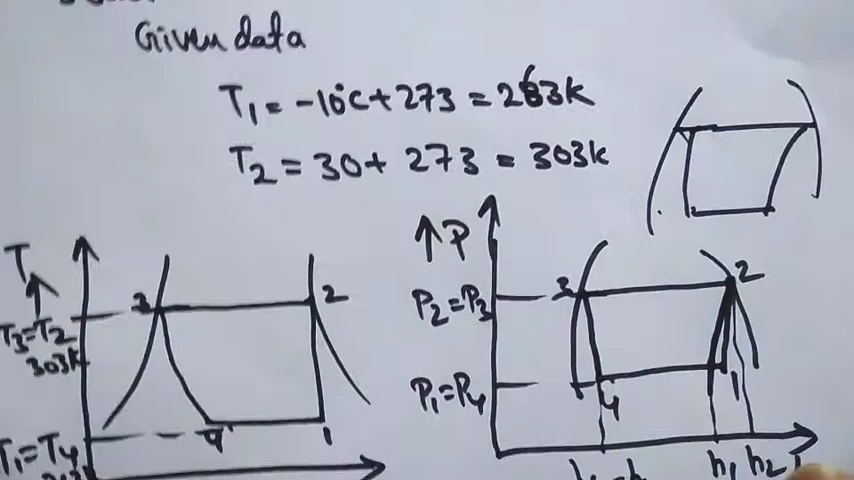 Given data
T₁ = -10°C + 273 = 263K
T₂ = 30 + 273 = 303K
T
3
2
T₃=T₂
303K
4
1
T₁=T₄
P
P₂=P₃
3
2
P₁=P₄
4
1
h₁ h₂